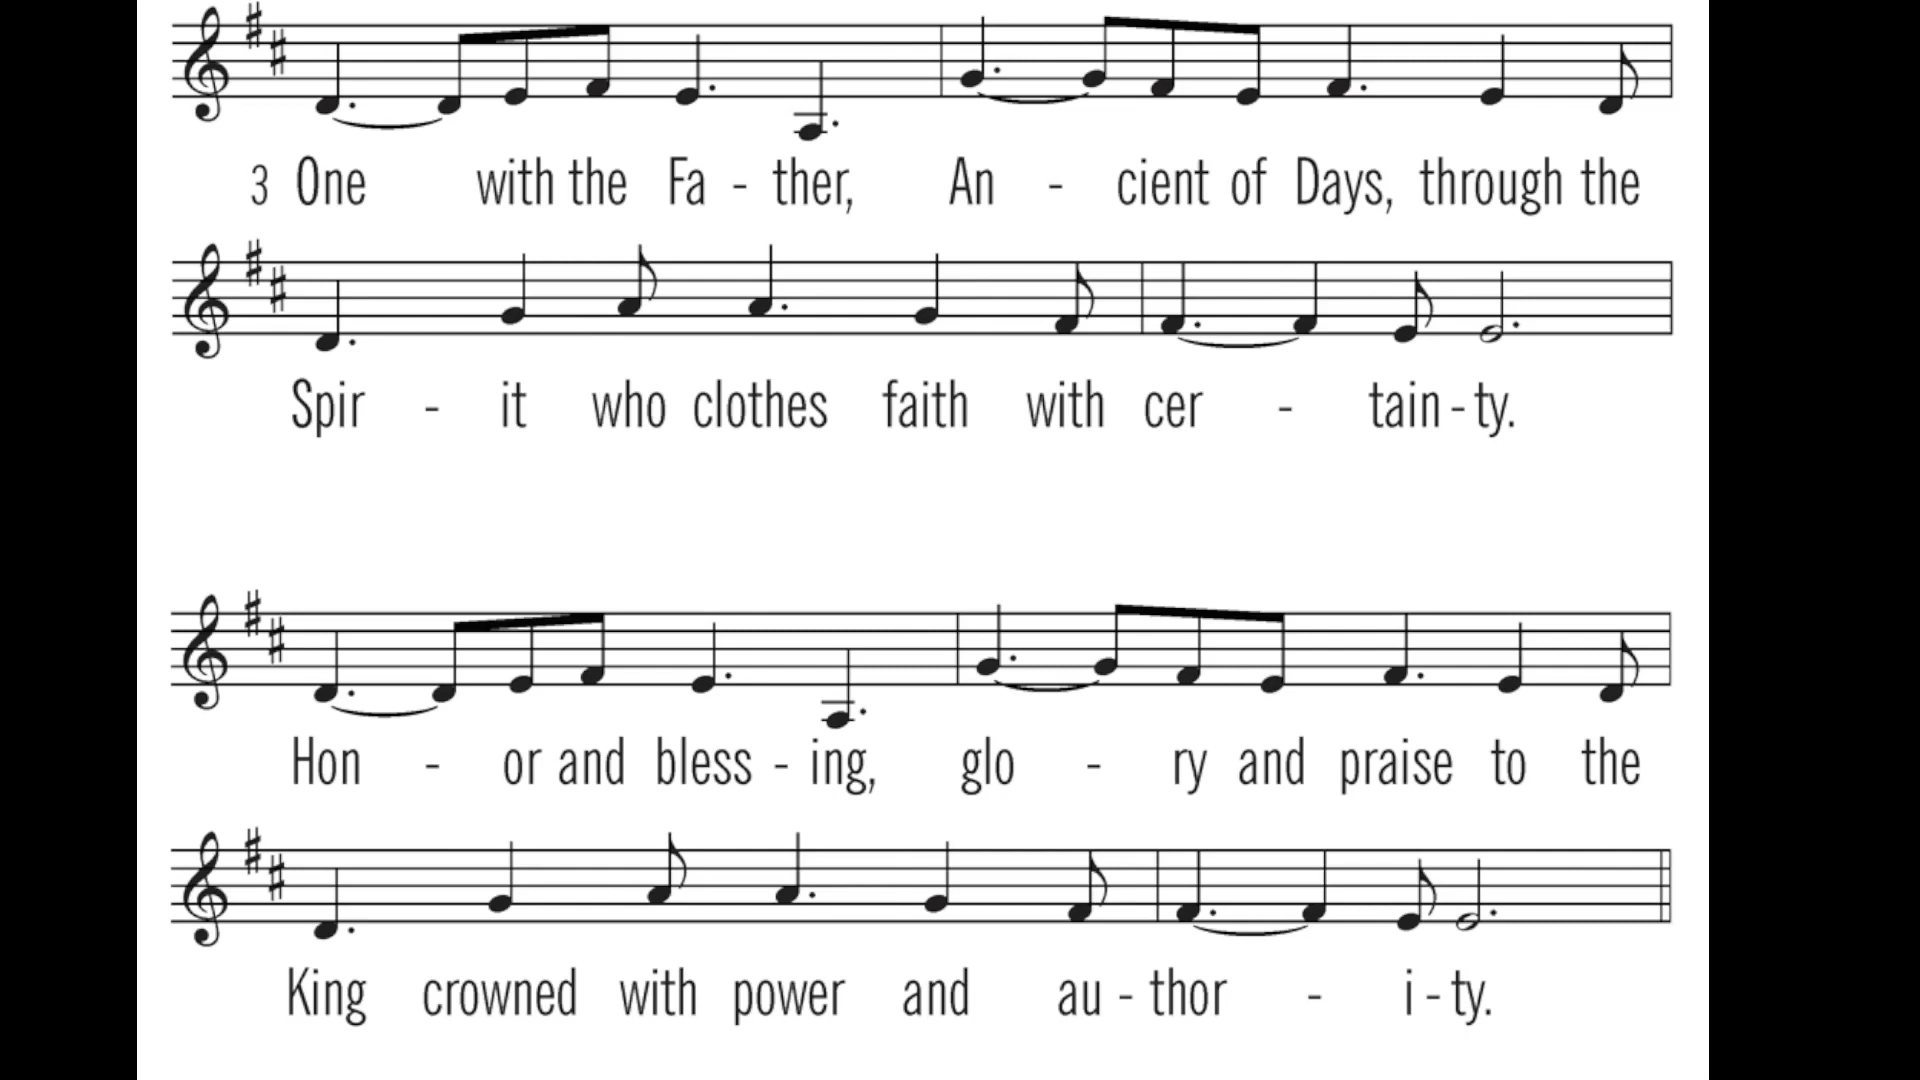 3 One with the Fa - ther, An - cient of Days, through the
Spir - it who clothes faith with cer - tain - ty.
Hon - or and bless - ing, glo - ry and praise to the
King crowned with power and au - thor - i - ty.